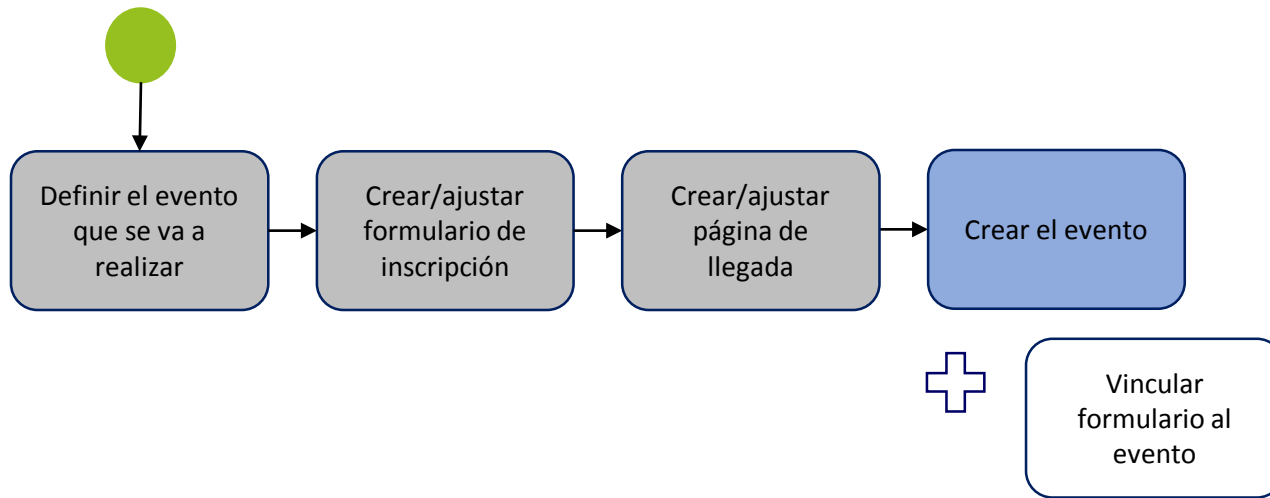 Definir el evento
que se va a
realizar
Crear/ajustar
formulario de
inscripción
Crear/ajustar
página de
llegada
Crear el evento
Vincular
formulario al
evento